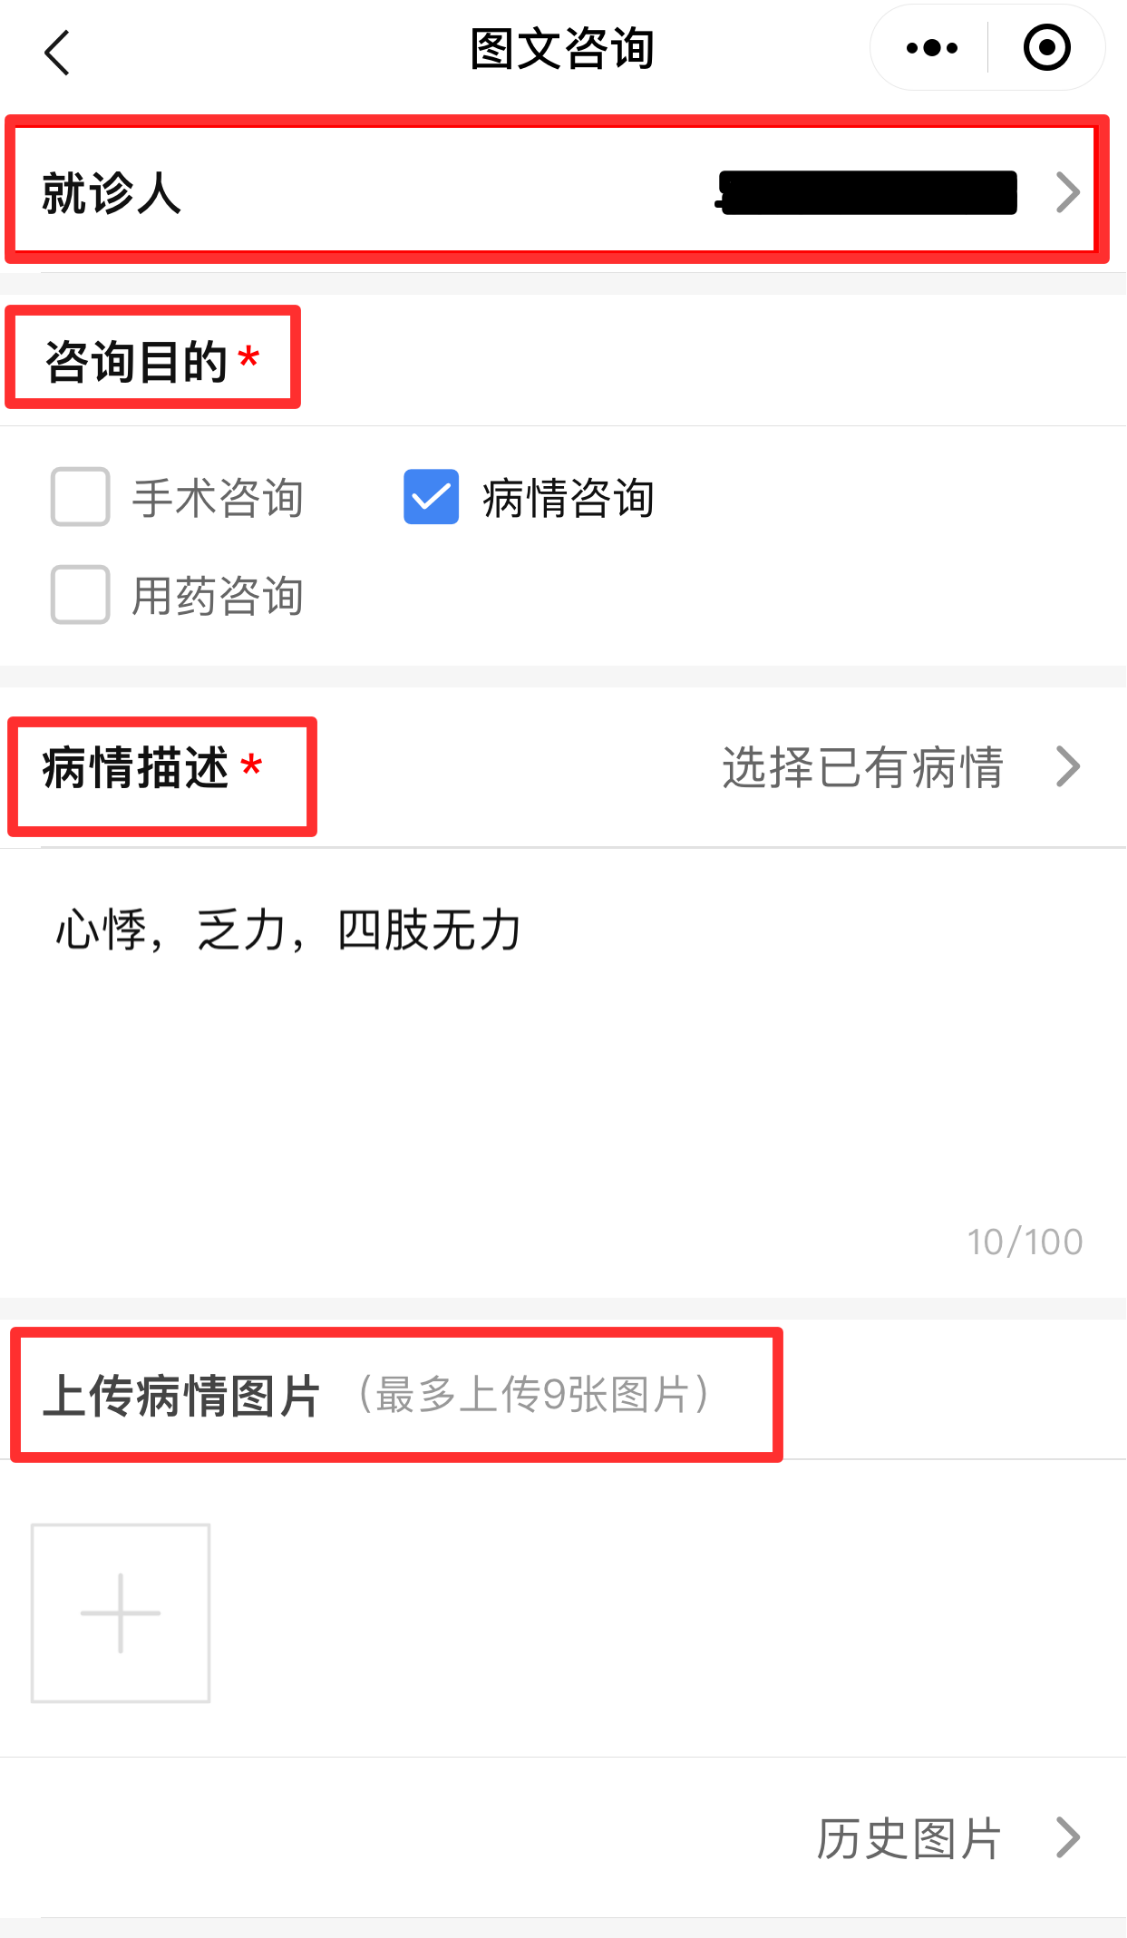 图文咨询
就诊人
咨询目的*
手术咨询 病情咨询
用药咨询
病情描述* 选择已有病情
心悸，乏力，四肢无力
10/100
上传病情图片（最多上传9张图片）
历史图片